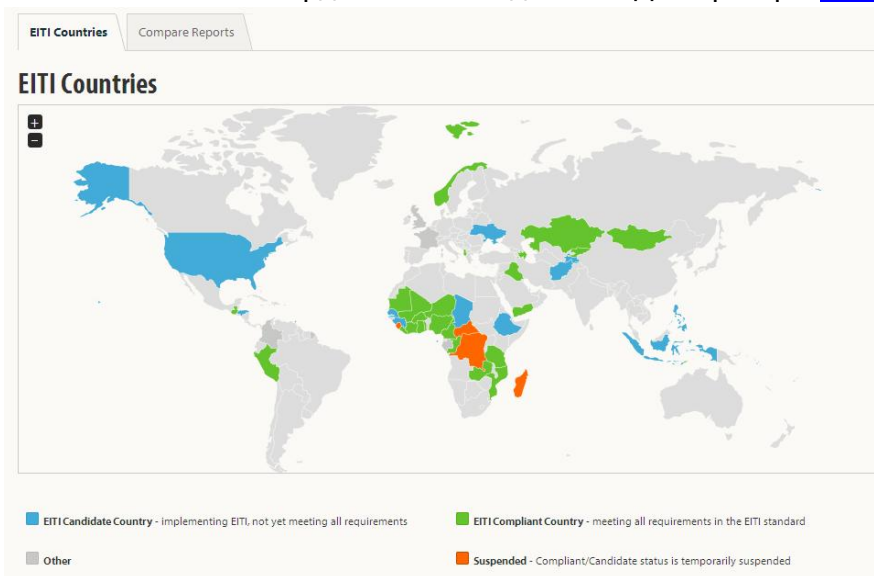 EITI Countries
Compare Reports
EITI Countries
+
−
EITI Candidate Country - implementing EITI, not yet meeting all requirements
EITI Compliant Country - meeting all requirements in the EITI standard
Other
Suspended - Compliant/Candidate status is temporarily suspended